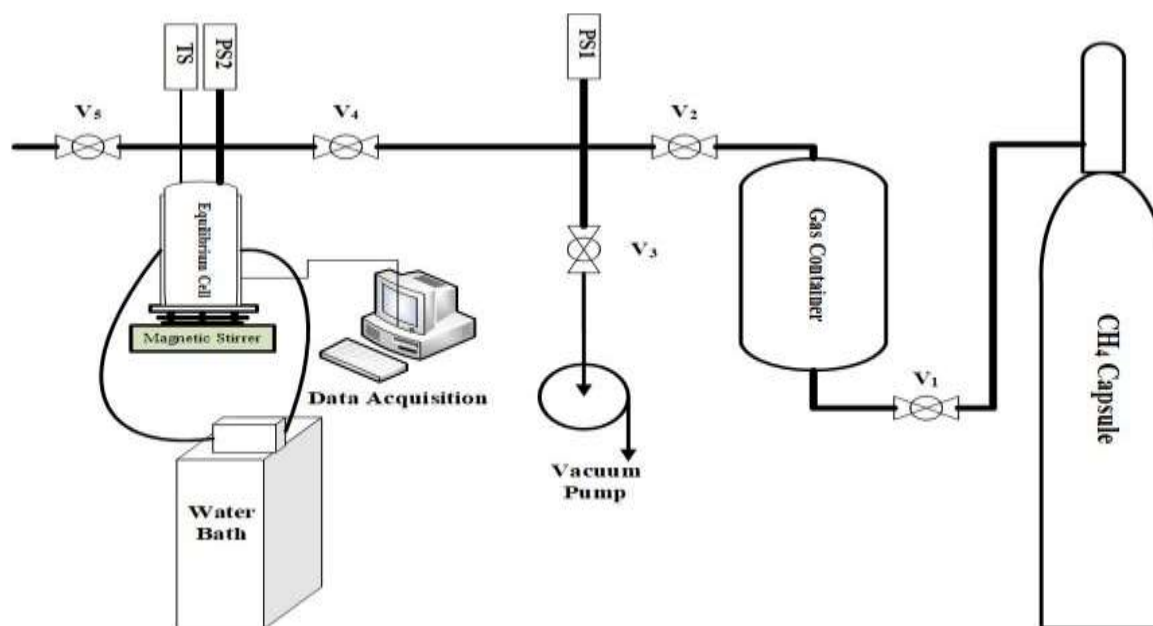 TS
PS2
PS1
V5
V4
V2
Equilibrium Cell
V3
Gas Container
Magnetic Stirrer
Data Acquisition
V1
CH4 Capsule
Vacuum
Pump
Water
Bath